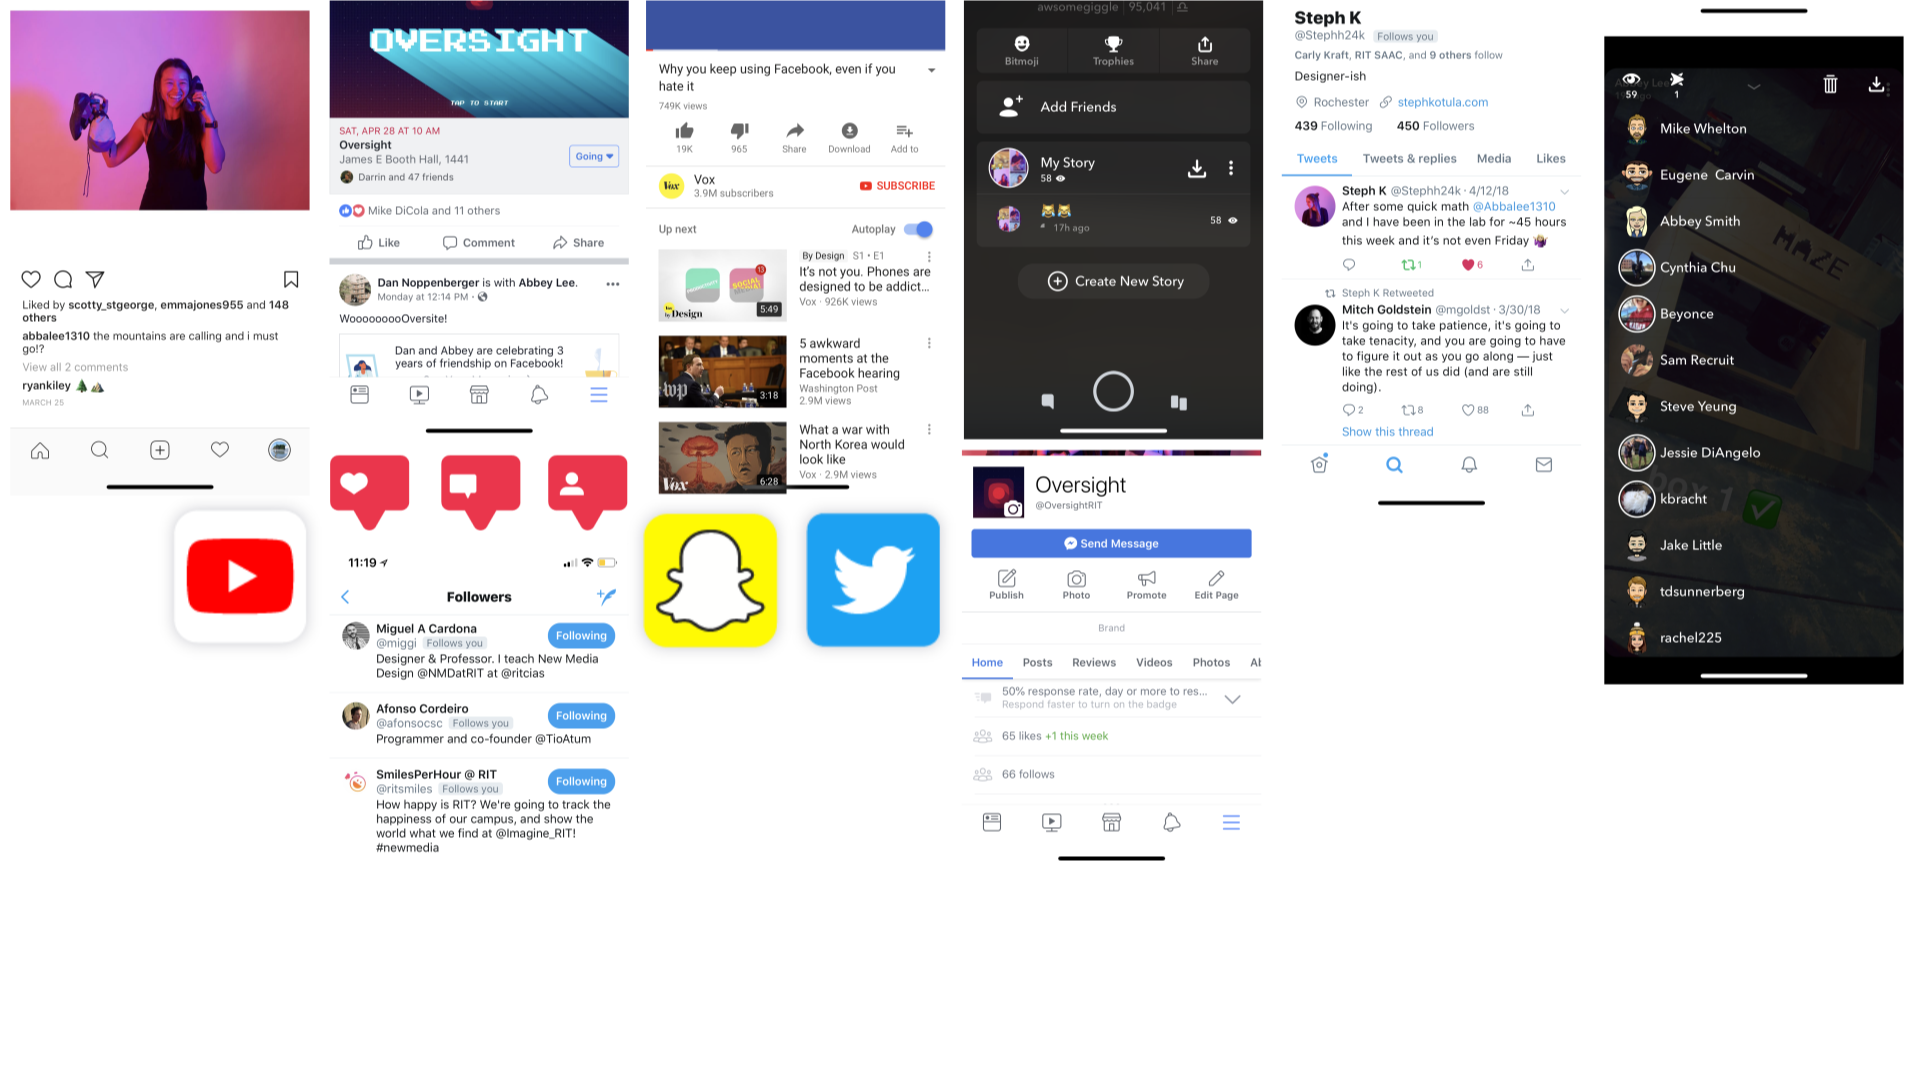 Liked by scotty_stgeorge, emmajones955 and 148
others
abbalee1310 the mountains are calling and i must
go!?
View all 2 comments
ryankiley 🌲🏔
MARCH 25
OVERSIGHT
TAP TO START
SAT, APR 28 AT 10 AM
Oversight
James E Booth Hall, 1441
Going
Darrin and 47 friends
Mike DiCola and 11 others
Like Comment Share
Dan Noppenberger is with Abbey Lee.
Monday at 12:14 PM
WooooooooOversite!
Dan and Abbey are celebrating 3
years of friendship on Facebook!
11:19
Followers
Miguel A Cardona
@miggi Follows you
Following
Designer & Professor. I teach New Media
Design @NMDatRIT at @ritcias
Afonso Cordeiro
@afonsocsc Follows you
Following
Programmer and co-founder @TioAtum
SmilesPerHour @ RIT
@ritsmiles Follows you
Following
How happy is RIT? We're going to track the
happiness of our campus, and show the
world what we find at @Imagine_RIT!
#newmedia
Why you keep using Facebook, even if you
hate it
749K views
19K 965 Share Download Add to
Vox
3.9M subscribers
SUBSCRIBE
Up next Autoplay
By Design S1 • E1
It's not you. Phones are
designed to be addict...
Vox · 926K views
by Design
5:49
5 awkward
moments at the
Facebook hearing
Washington Post
2.9M views
wp
3:18
What a war with
North Korea would
look like
Vox · 2.9M views
Vox
6:28
awsomegiggle 95,041
Bitmoji Trophies Share
Add Friends
My Story
58
😹😹
17h ago
58
Create New Story
Oversight
@OversightRIT
Send Message
Publish Photo Promote Edit Page
Brand
Home Posts Reviews Videos Photos Al
50% response rate, day or more to res...
Respond faster to turn on the badge
65 likes +1 this week
66 follows
Steph K
@Stephh24k Follows you
Carly Kraft, RIT SAAC, and 9 others follow
Designer-ish
Rochester stephkotula.com
439 Following 450 Followers
Tweets Tweets & replies Media Likes
Steph K @Stephh24k · 4/12/18
After some quick math @Abbalee1310
and I have been in the lab for ~45 hours
this week and it's not even Friday 🤷
1 6
Steph K Retweeted
Mitch Goldstein @mgoldst · 3/30/18
It's going to take patience, it's going to
take tenacity, and you are going to have
to figure it out as you go along — just
like the rest of us did (and are still
doing).
2 8 88
Show this thread
59 1
Mike Whelton
Eugene Carvin
Abbey Smith
MAZE
Cynthia Chu
Beyonce
Sam Recruit
Steve Yeung
Jessie DiAngelo
kbracht
Jake Little
tdsunnerberg
rachel225